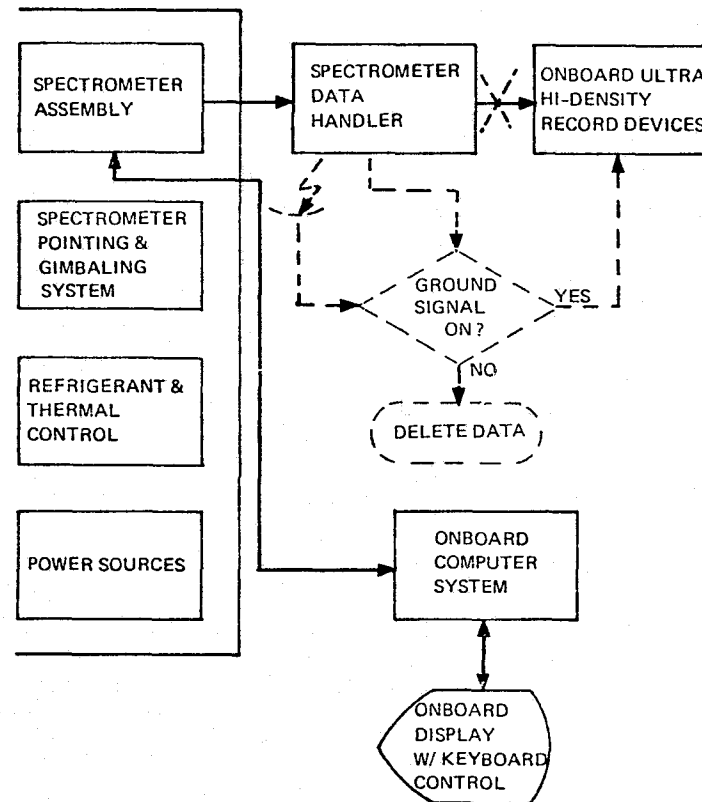 SPECTROMETER
ASSEMBLY
SPECTROMETER
DATA
HANDLER
ONBOARD ULTRA
HI-DENSITY
RECORD DEVICES
SPECTROMETER
POINTING &
GIMBALING
SYSTEM
GROUND
SIGNAL
ON?
YES
NO
DELETE DATA
REFRIGERANT &
THERMAL
CONTROL
POWER SOURCES
ONBOARD
COMPUTER
SYSTEM
ONBOARD
DISPLAY
W/ KEYBOARD
CONTROL